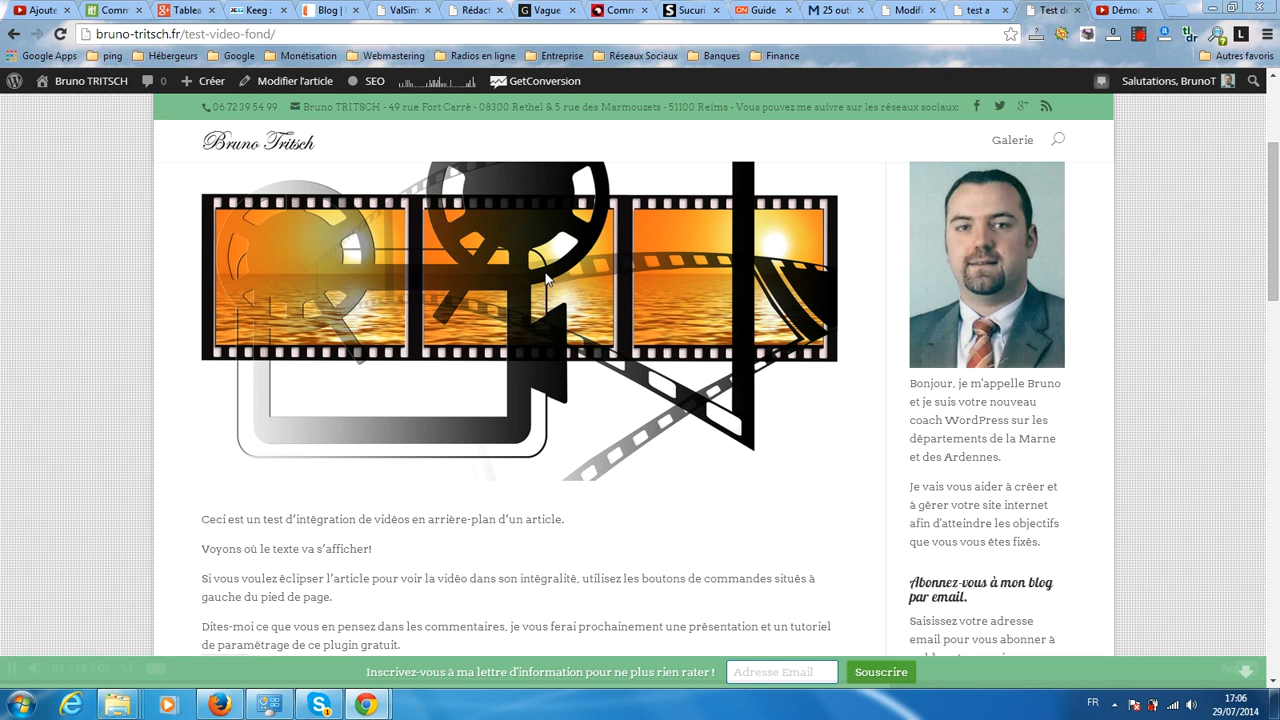 Ajoute
Comm
Tablea
Keeg :
Blog |
ValSim
Rédact
Vague
Comm
Sucuri
Guide
25 out
Modifi
test a
Test d
Démor
bruno-tritsch.fr/test-video-fond/
Google Apps ping Hébergeurs Google Monétisation Webmastering Radios en ligne Entreprise Réseaux Sociaux Banques Finance Autres favoris
Bruno TRITSCH 0 Créer Modifier l'article SEO GetConversion Salutations, BrunoT
06 72 39 54 99 Bruno TRITSCH - 49 rue Fort Carré - 08300 Rethel & 5 rue des Marmouzets - 51100 Reims - Vous pouvez me suivre sur les réseaux sociaux:
Bruno Tritsch
Galerie
Ceci est un test d'intégration de vidéos en arrière-plan d'un article.
Voyons où le texte va s'afficher!
Si vous voulez éclipser l'article pour voir la vidéo dans son intégralité, utilisez les boutons de commandes situés à
gauche du pied de page.
Dites-moi ce que vous en pensez dans les commentaires, je vous ferai prochainement une présentation et un tutoriel
de paramétrage de ce plugin gratuit.
Bonjour, je m'appelle Bruno
et je suis votre nouveau
coach WordPress sur les
départements de la Marne
et des Ardennes.
Je vais vous aider à créer et
à gérer votre site internet
afin d'atteindre les objectifs
que vous vous êtes fixés.
Abonnez-vous à mon blog
par email.
Saisissez votre adresse
email pour vous abonner à
01:18 / 01:51
Inscrivez-vous à ma lettre d'information pour ne plus rien rater !
Adresse Email
Souscrire
FR
17:06
29/07/2014